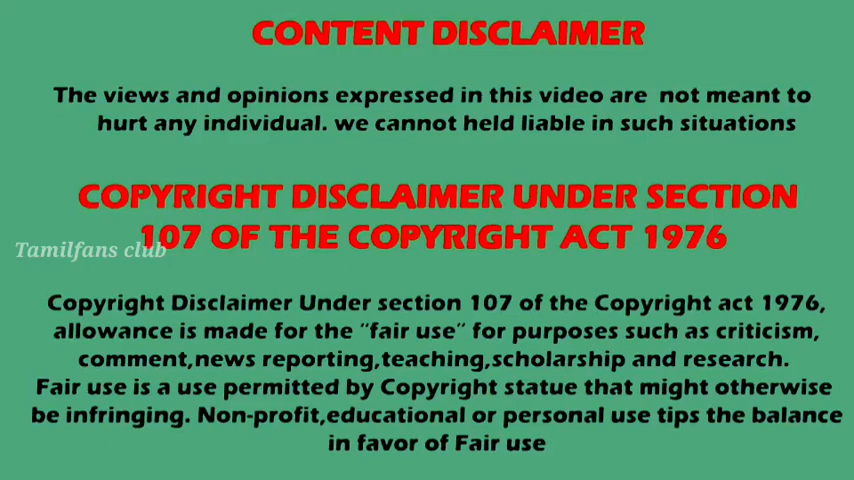 CONTENT DISCLAIMER
The views and opinions expressed in this video are not meant to
hurt any individual. we cannot held liable in such situations
COPYRIGHT DISCLAIMER UNDER SECTION
107 OF THE COPYRIGHT ACT 1976
Tamilfans club
Copyright Disclaimer Under section 107 of the Copyright act 1976,
allowance is made for the "fair use" for purposes such as criticism,
comment,news reporting,teaching,scholarship and research.
Fair use is a use permitted by Copyright statue that might otherwise
be infringing. Non-profit,educational or personal use tips the balance
in favor of Fair use